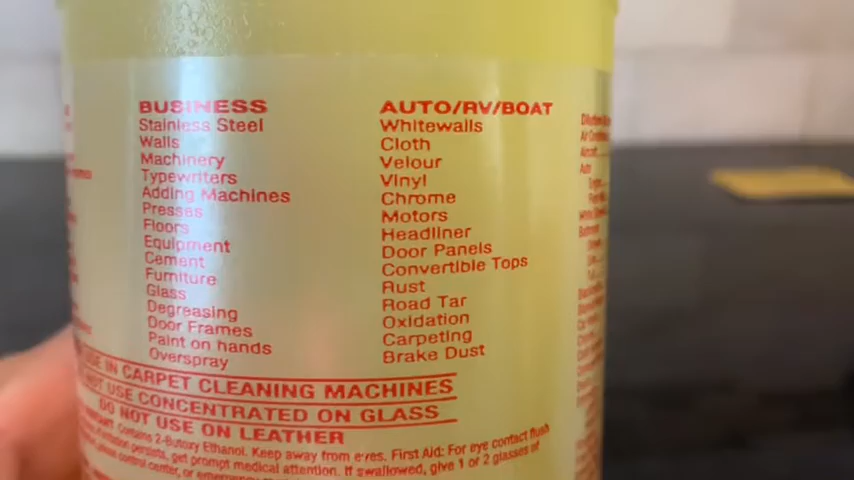 BUSINESS
Stainless Steel
Walls
Machinery
Typewriters
Adding Machines
Presses
Floors
Equipment
Cement
Furniture
Glass
Degreasing
Door Frames
Paint on hands
Overspray
AUTO/RV/BOAT
Whitewalls
Cloth
Velour
Vinyl
Chrome
Motors
Headliner
Door Panels
Convertible Tops
Rust
Road Tar
Oxidation
Carpeting
Brake Dust
USE IN CARPET CLEANING MACHINES
NOT USE CONCENTRATED ON GLASS
DO NOT USE ON LEATHER
Contains 2-Butoxy Ethanol. Keep away from eyes. First Aid: For eye contact flush
persists, get prompt medical attention. If swallowed, give 1 or 2 glasses of
control center, or